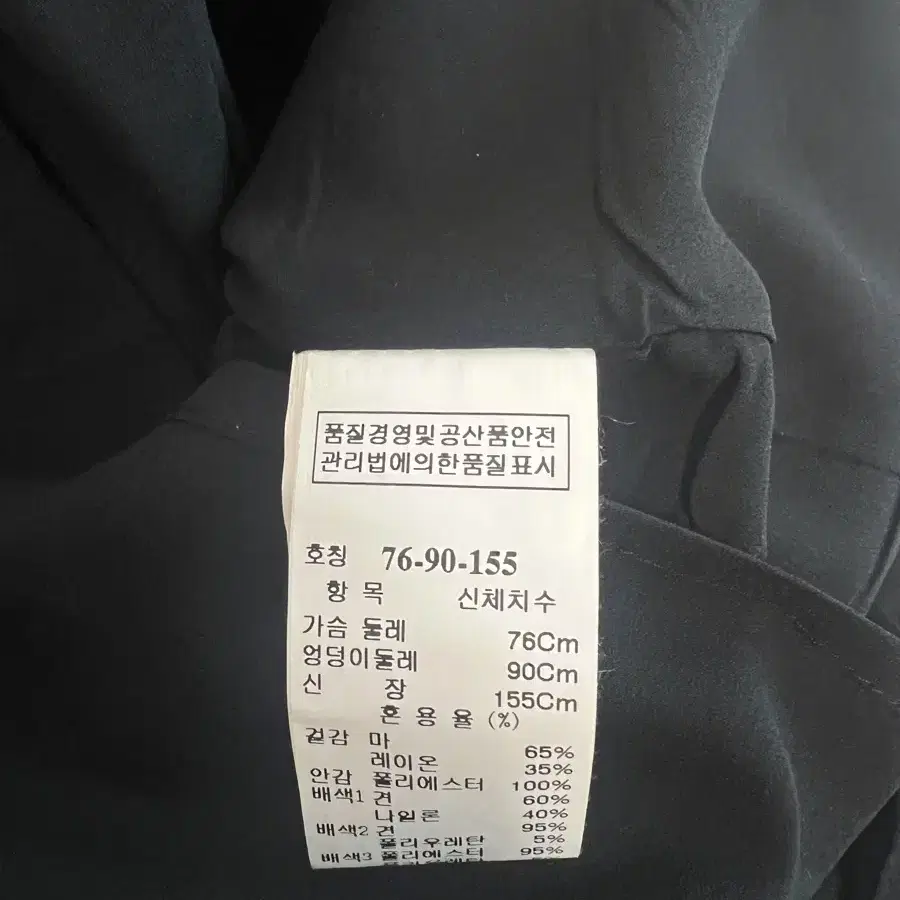 품질경영및공산품안전
관리법에의한품질표시
호칭 76-90-155
항 목 신체치수
가슴 둘레 76Cm
엉덩이둘레 90Cm
신 장 155Cm
혼 용 율 (%)
겉감 마 65%
레이온 35%
안감 폴리에스터 100%
배색1 견 60%
나일론 40%
배색2 견 95%
폴리우레탄 5%
배색3 폴리에스터 95%